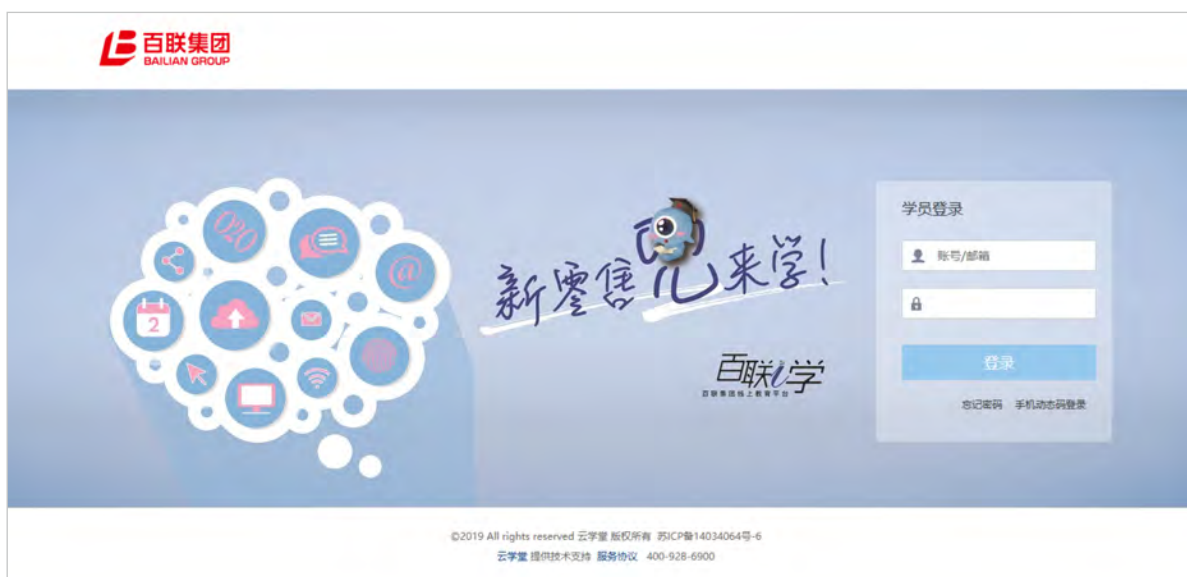 百联集团
BAILIAN GROUP
O2O
@
2
新零售 来学!
百联i学
百联集团线上教育平台
学员登录
账号/邮箱
登录
忘记密码 手机动态码登录
©2019 All rights reserved 云学堂 版权所有 苏ICP备14034064号-6
云学堂 提供技术支持 服务协议 400-928-6900